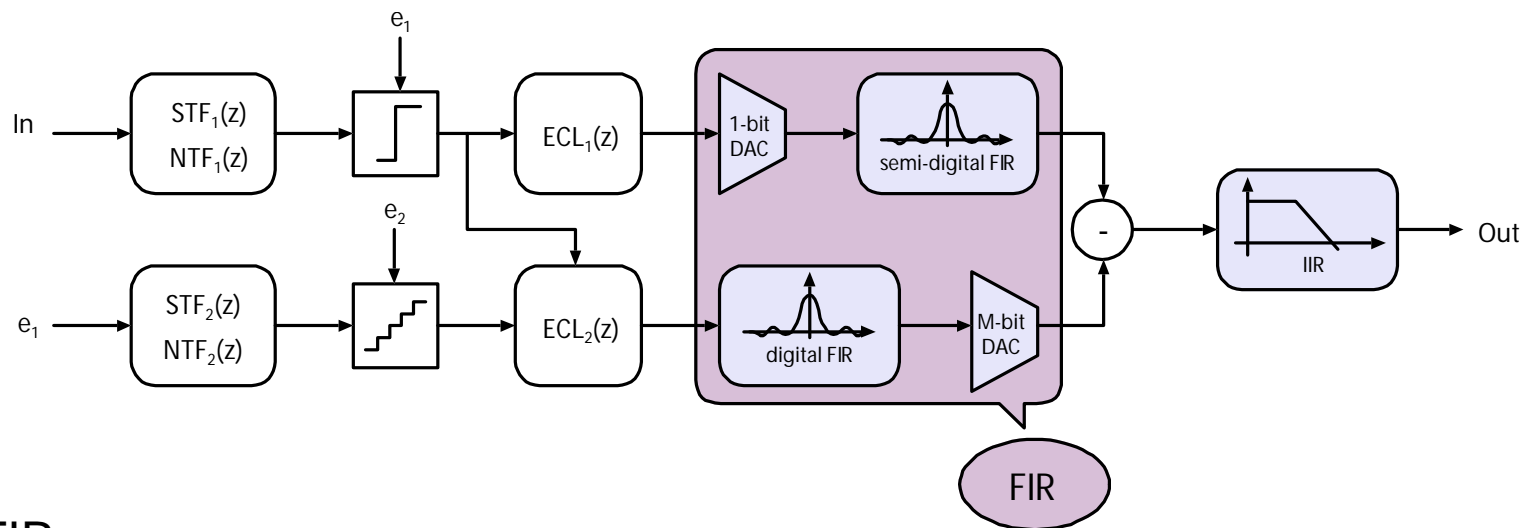 e₁
In
STF₁(z)
NTF₁(z)
ECL₁(z)
1-bit
DAC
semi-digital FIR
e₂
-
IIR
Out
e₁
STF₂(z)
NTF₂(z)
ECL₂(z)
digital FIR
M-bit
DAC
FIR